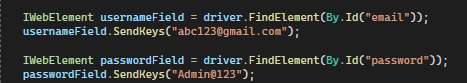 IWebElement usernameField = driver.FindElement(By.Id("email"));
usernameField.SendKeys("abc123@gmail.com");
IWebElement passwordField = driver.FindElement(By.Id("password"));
passwordField.SendKeys("Admin@123");